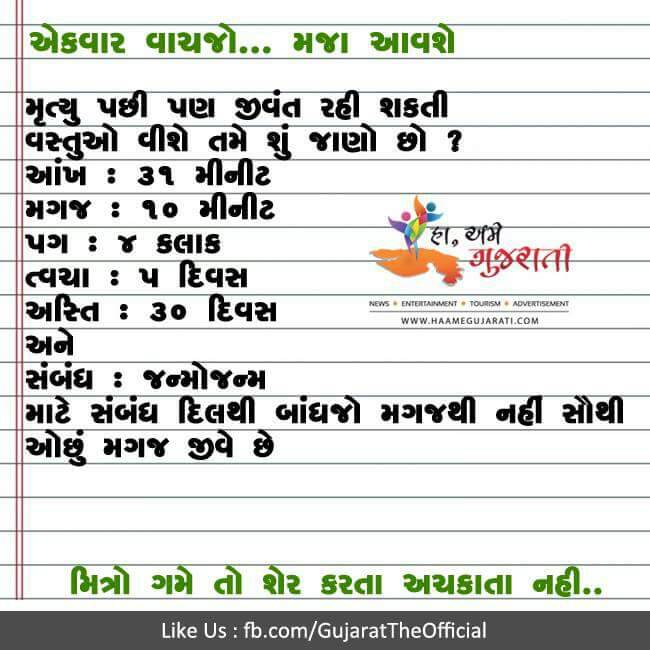 એકવાર વાચજો... મજા આવશે
મૃત્યુ પછી પણ જીવંત રહી શકતી
વસ્તુઓ વીશે તમે શું જાણો છો ?
આંખ : ૩૧ મીનીટ
મગજ : ૧૦ મીનીટ
પગ : ૪ કલાક
ત્વચા : ૫ દિવસ
અસ્તિ : ૩૦ દિવસ
અને
સંબંધ : જન્મોજન્મ
માટે સંબંધ દિલથી બાંધજો મગજથી નહીં સૌથી
ઓછું મગજ જીવે છે
હા, અમે
ગુજરાતી
NEWS • ENTERTAINMENT • TOURISM • ADVERTISEMENT
WWW.HAAMEGUJARATI.COM
મિત્રો ગમે તો શેર કરતા અચકાતા નહી..
Like Us : fb.com/GujaratTheOfficial